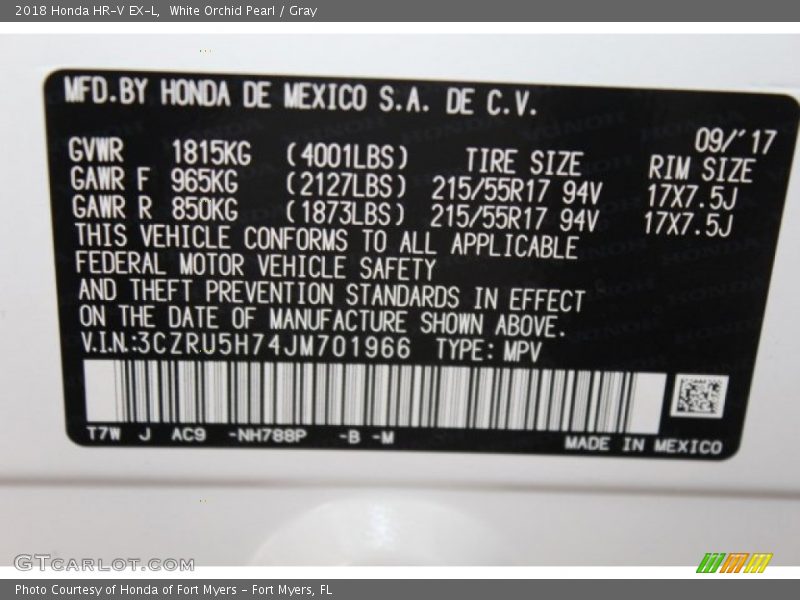 2018 Honda HR-V EX-L, White Orchid Pearl / Gray
MFD.BY HONDA DE MEXICO S.A. DE C.V.
09/'17
GVWR 1815KG (4001LBS) TIRE SIZE RIM SIZE
GAWR F 965KG (2127LBS) 215/55R17 94V 17X7.5J
GAWR R 850KG (1873LBS) 215/55R17 94V 17X7.5J
THIS VEHICLE CONFORMS TO ALL APPLICABLE
FEDERAL MOTOR VEHICLE SAFETY
AND THEFT PREVENTION STANDARDS IN EFFECT
ON THE DATE OF MANUFACTURE SHOWN ABOVE.
V.I.N.:3CZRU5H74JM701966 TYPE: MPV
T7W J AC9 -NH788P -B -M
MADE IN MEXICO
GTCARLOT.COM
Photo Courtesy of Honda of Fort Myers - Fort Myers, FL